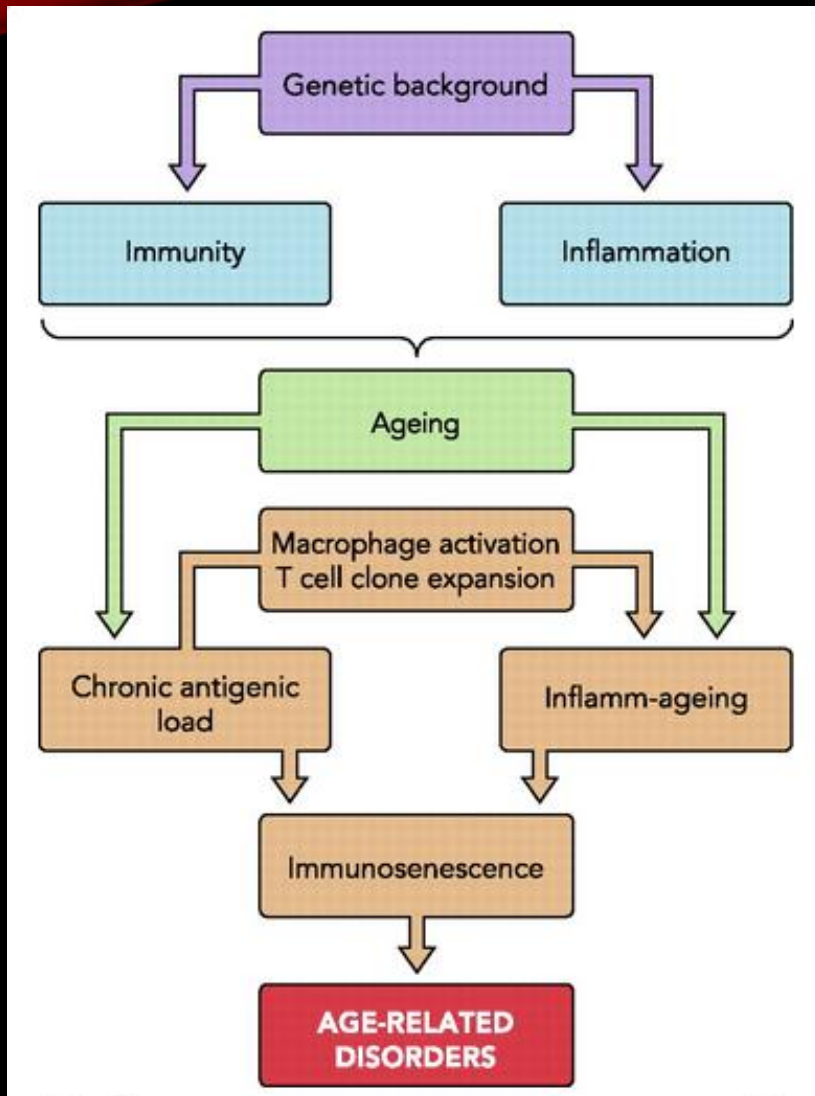 Genetic background
Immunity
Inflammation
Ageing
Macrophage activation
T cell clone expansion
Chronic antigenic
load
Inflamm-ageing
Immunosenescence
AGE-RELATED
DISORDERS